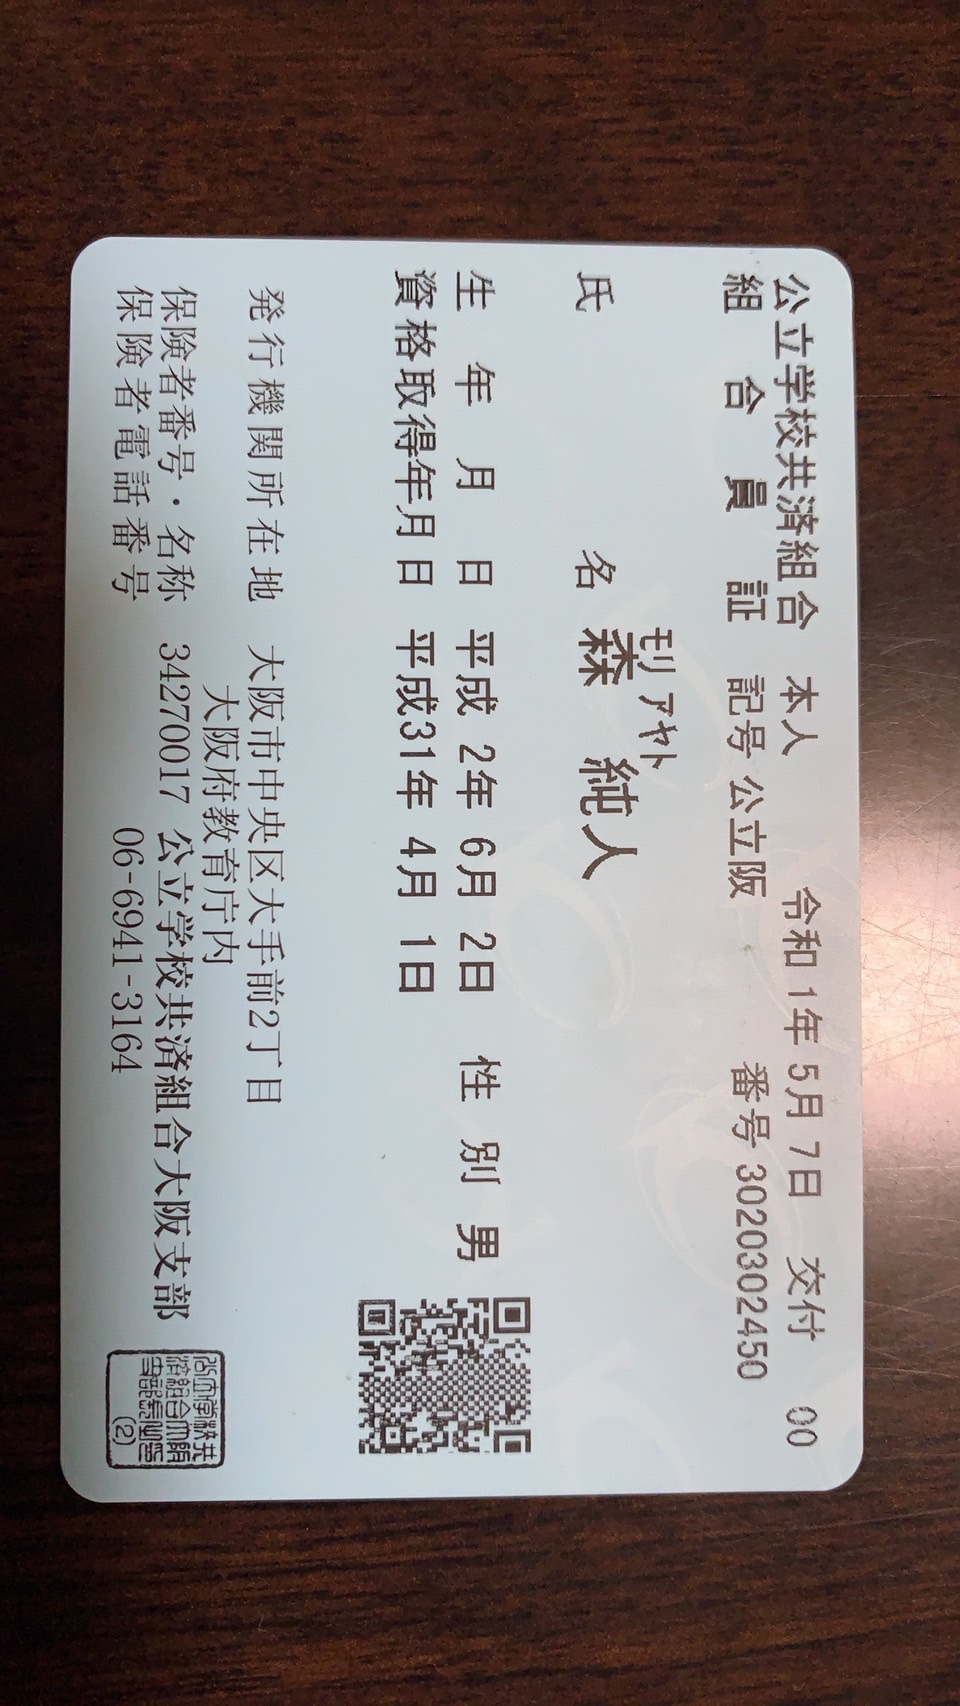 公立学校共済組合 本人 令和 1年 5月 7日 交付 00
組合員証 記号 公立阪 番号 3020302450
ﾓﾘ ｱﾔﾄ
氏名 森 純人
生年月日 平成 2年 6月 2日 性別 男
資格取得年月日 平成31年 4月 1日
発行機関所在地 大阪市中央区大手前2丁目
大阪府教育庁内
保険者番号・名称 34270017 公立学校共済組合大阪支部
保険者電話番号 06-6941-3164
(2)